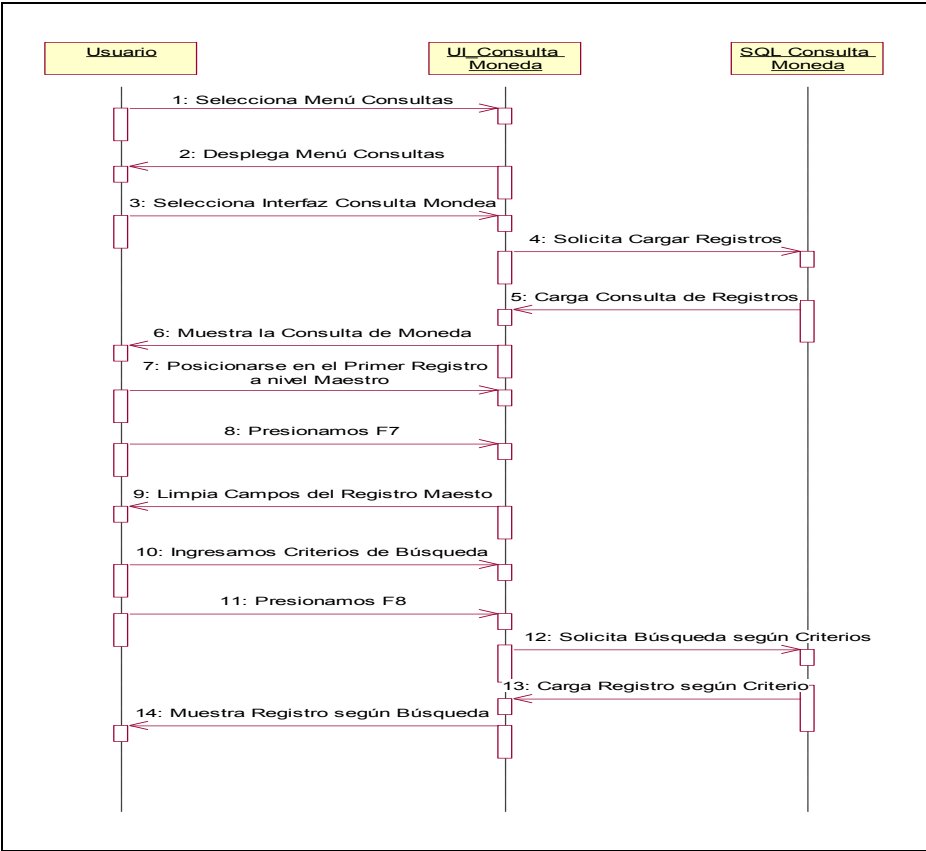 Usuario
UI_Consulta
Moneda
SQL_Consulta
Moneda
1: Selecciona Menú Consultas
2: Desplega Menú Consultas
3: Selecciona Interfaz Consulta Mondea
4: Solicita Cargar Registros
5: Carga Consulta de Registros
6: Muestra la Consulta de Moneda
7: Posicionarse en el Primer Registro
a nivel Maestro
8: Presionamos F7
9: Limpia Campos del Registro Maesto
10: Ingresamos Criterios de Búsqueda
11: Presionamos F8
12: Solicita Búsqueda según Criterios
13: Carga Registro según Criterio
14: Muestra Registro según Búsqueda